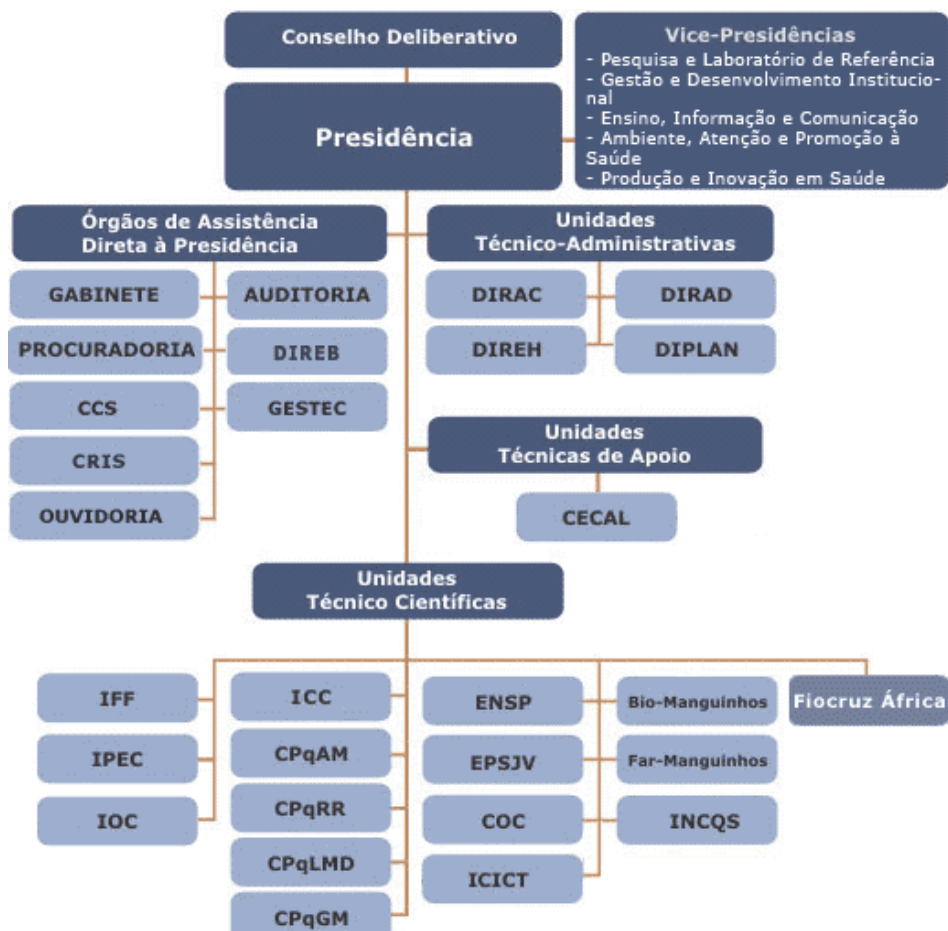 Conselho Deliberativo
Presidência
Vice-Presidências
- Pesquisa e Laboratório de Referência
- Gestão e Desenvolvimento Institucio-
nal
- Ensino, Informação e Comunicação
- Ambiente, Atenção e Promoção à
Saúde
- Produção e Inovação em Saúde
Órgãos de Assistência
Direta à Presidência
GABINETE
AUDITORIA
PROCURADORIA
DIREB
CCS
GESTEC
CRIS
OUVIDORIA
Unidades
Técnico-Administrativas
DIRAC
DIRAD
DIREH
DIPLAN
Unidades
Técnicas de Apoio
CECAL
Unidades
Técnico Científicas
IFF
IPEC
IOC
ICC
CPqAM
CPqRR
CPqLMD
CPqGM
ENSP
EPSJV
COC
ICICT
Bio-Manguinhos
Far-Manguinhos
INCQS
Fiocruz África